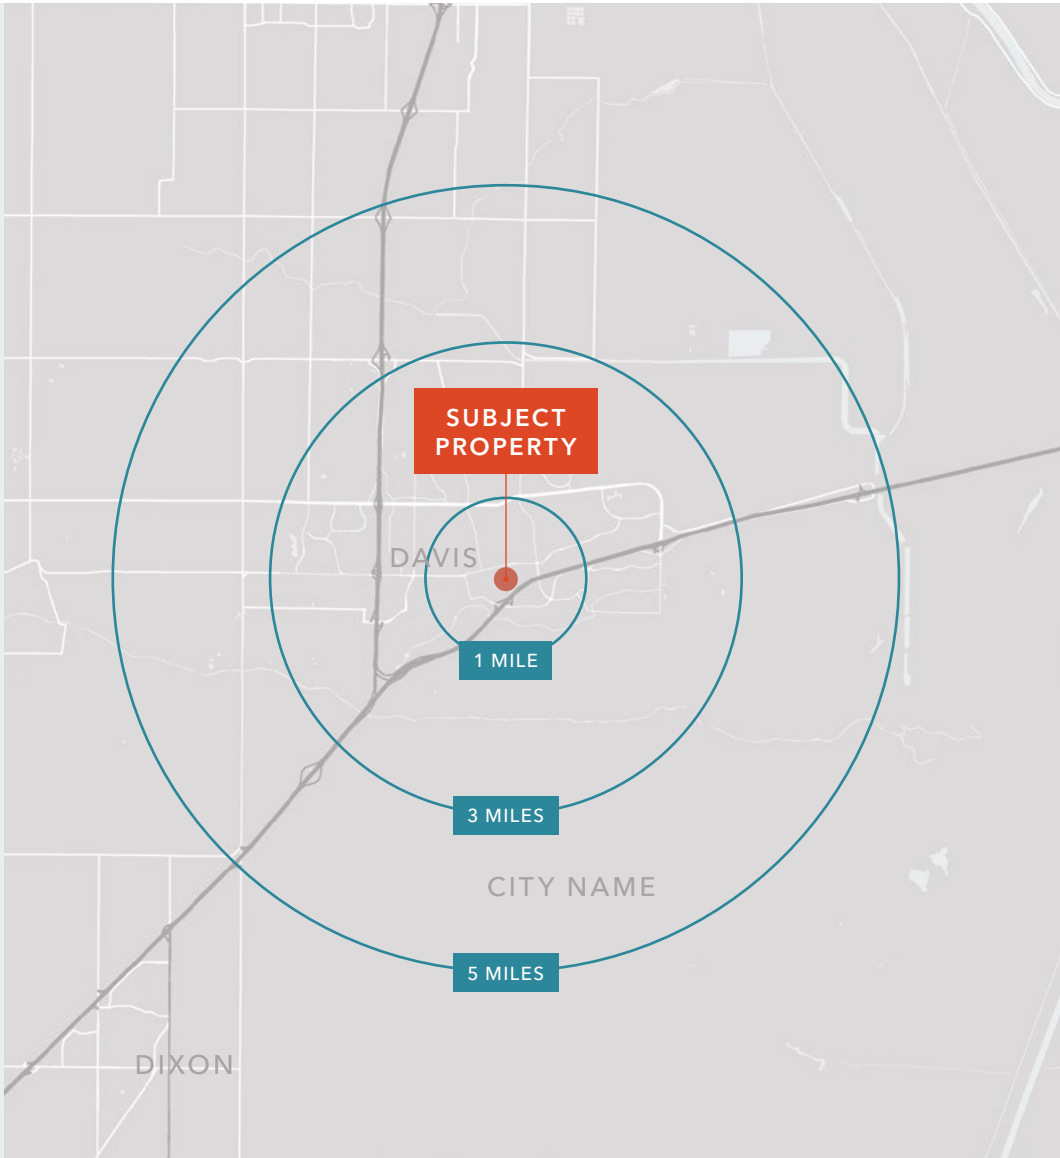 SUBJECT
PROPERTY
DAVIS
1 MILE
3 MILES
CITY NAME
5 MILES
DIXON